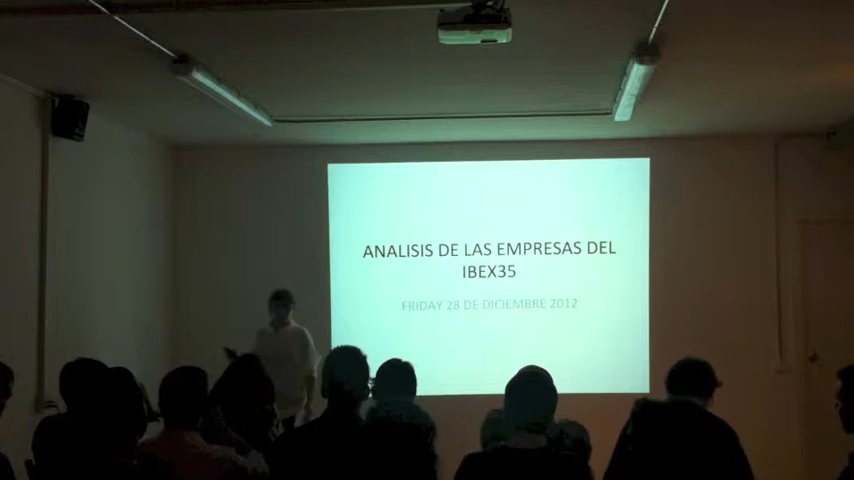 ANALISIS DE LAS EMPRESAS DEL
IBEX35
FRIDAY 28 DE DICIEMBRE 2012